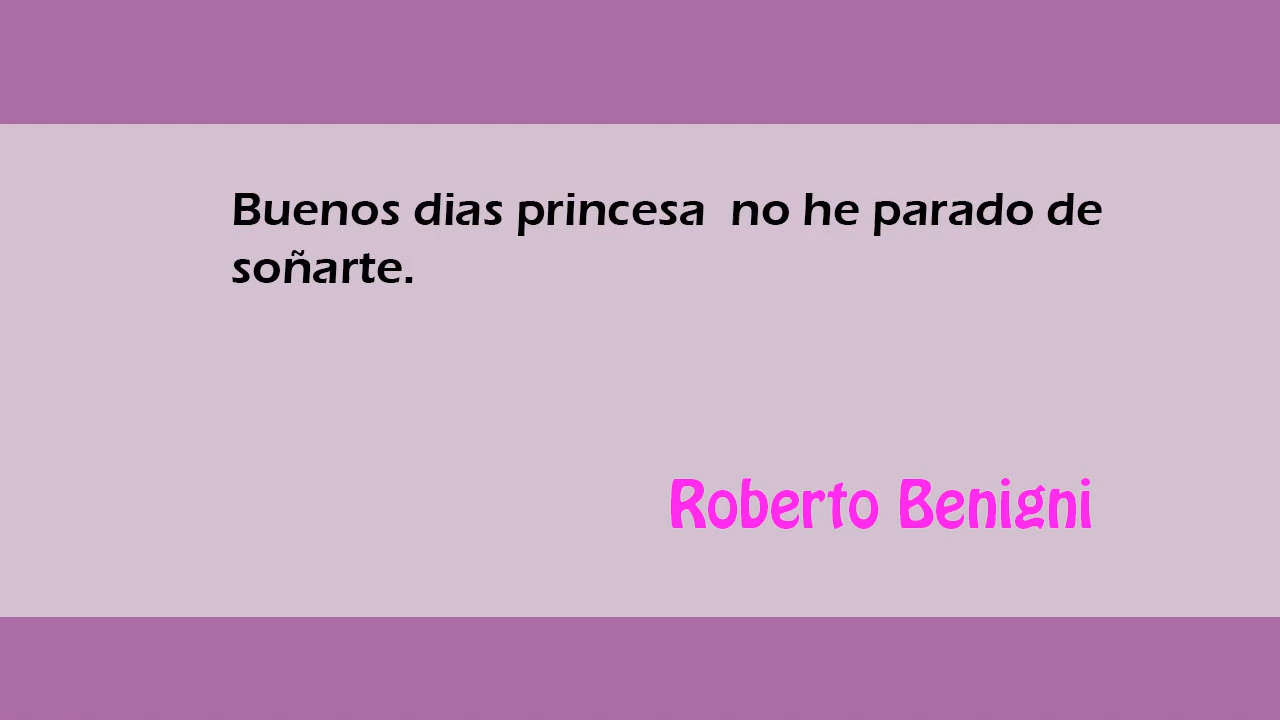 Buenos dias princesa  no he parado de
soñarte.
Roberto Benigni